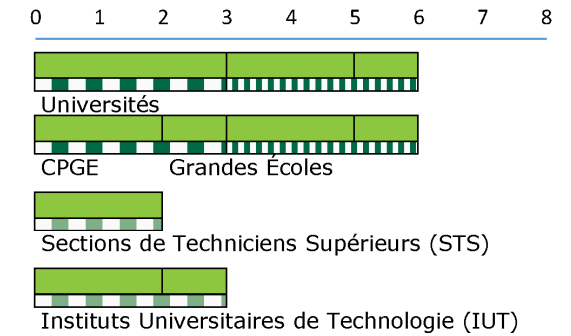 0 1 2 3 4 5 6 7 8
Universités
CPGE Grandes Écoles
Sections de Techniciens Supérieurs (STS)
Instituts Universitaires de Technologie (IUT)